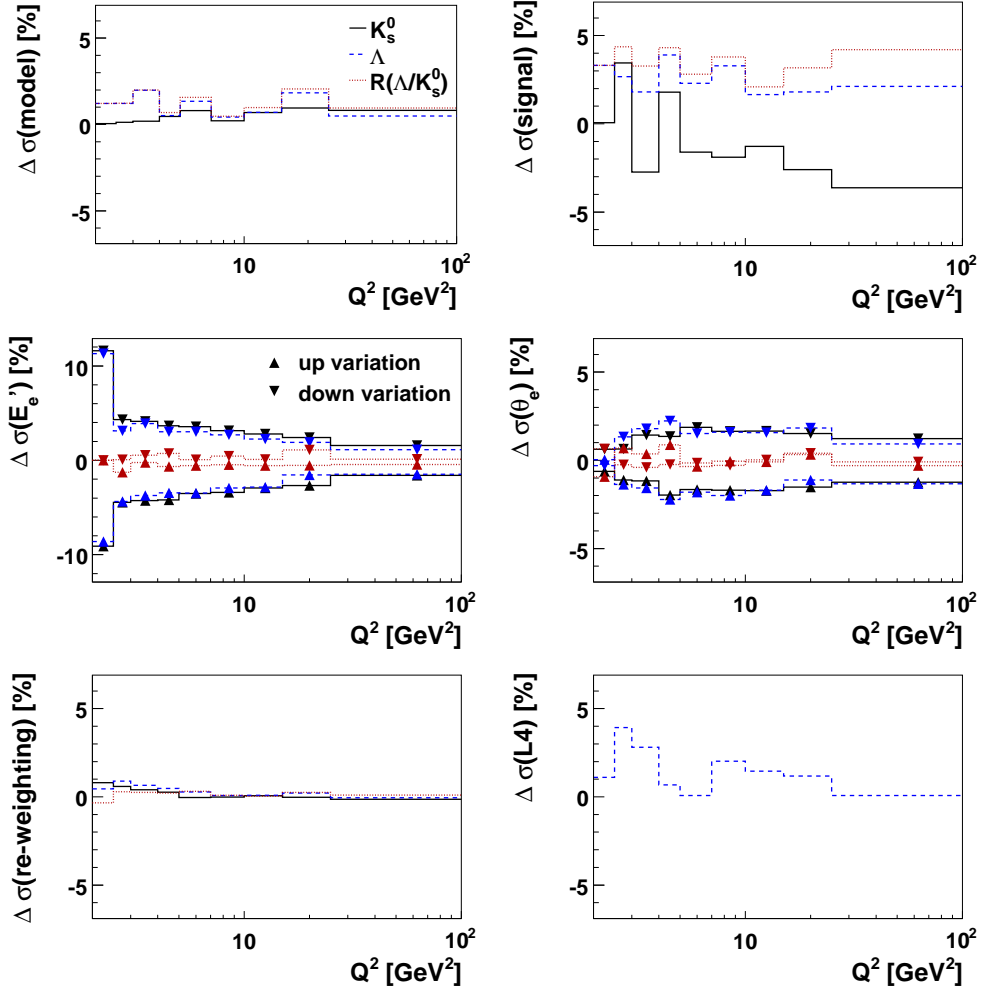 Δ σ(model) [%]
5
0
-5
K⁰ₛ
Λ
R(Λ/K⁰ₛ)
10
10²
Q² [GeV²]
Δ σ(signal) [%]
5
0
-5
10
10²
Q² [GeV²]
Δ σ(E_e') [%]
10
0
-10
up variation
down variation
10
10²
Q² [GeV²]
Δ σ(θ_e) [%]
5
0
-5
10
10²
Q² [GeV²]
Δ σ(re-weighting) [%]
5
0
-5
10
10²
Q² [GeV²]
Δ σ(L4) [%]
5
0
-5
10
10²
Q² [GeV²]